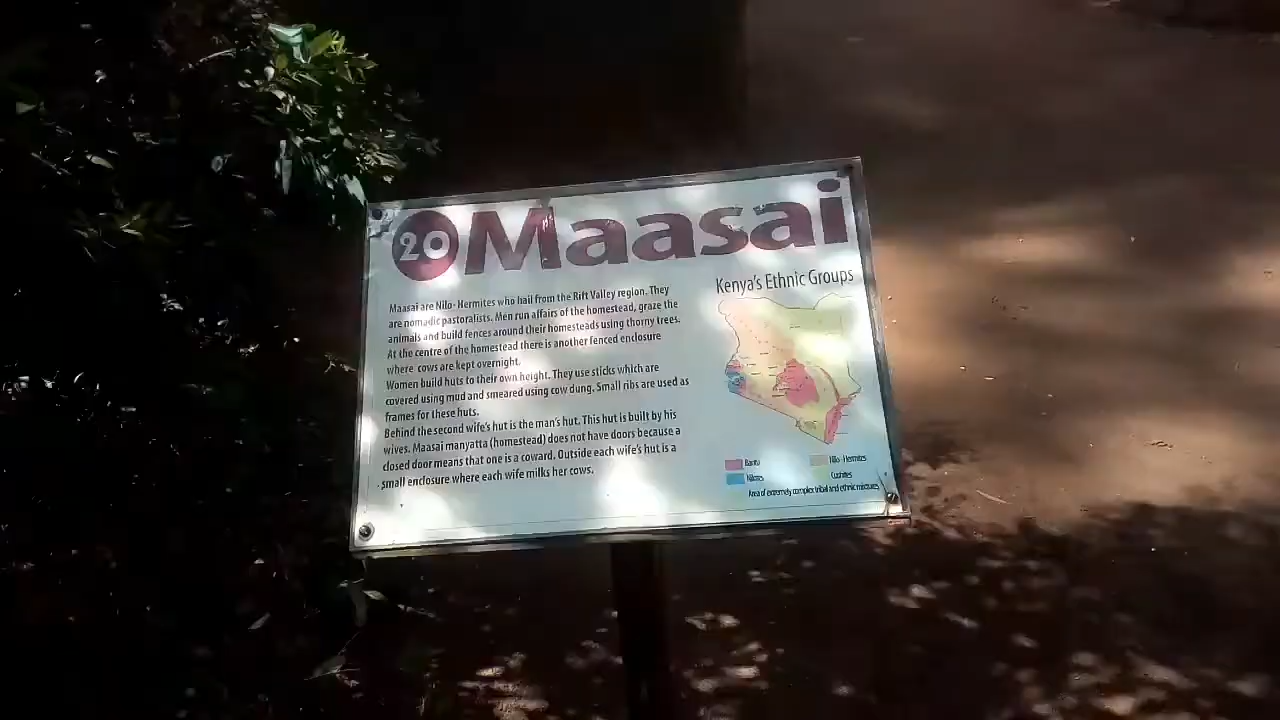 20 Maasai
Maasai are Nilo-Hermites who hail from the Rift Valley region. They
are nomadic pastoralists. Men run affairs of the homestead, graze the
animals and build fences around their homesteads using thorny trees.
At the centre of the homestead there is another fenced enclosure
where cows are kept overnight.
Women build huts to their own height. They use sticks which are
covered using mud and smeared using cow dung. Small ribs are used as
frames for these huts.
Behind the second wife's hut is the man's hut. This hut is built by his
wives. Maasai manyatta (homestead) does not have doors because a
closed door means that one is a coward. Outside each wife's hut is a
small enclosure where each wife milks her cows.
Kenya's Ethnic Groups
Bantu
Nilo-Hermites
Nilotes
Cushites
Area of extremely complex tribal and ethnic mixtures